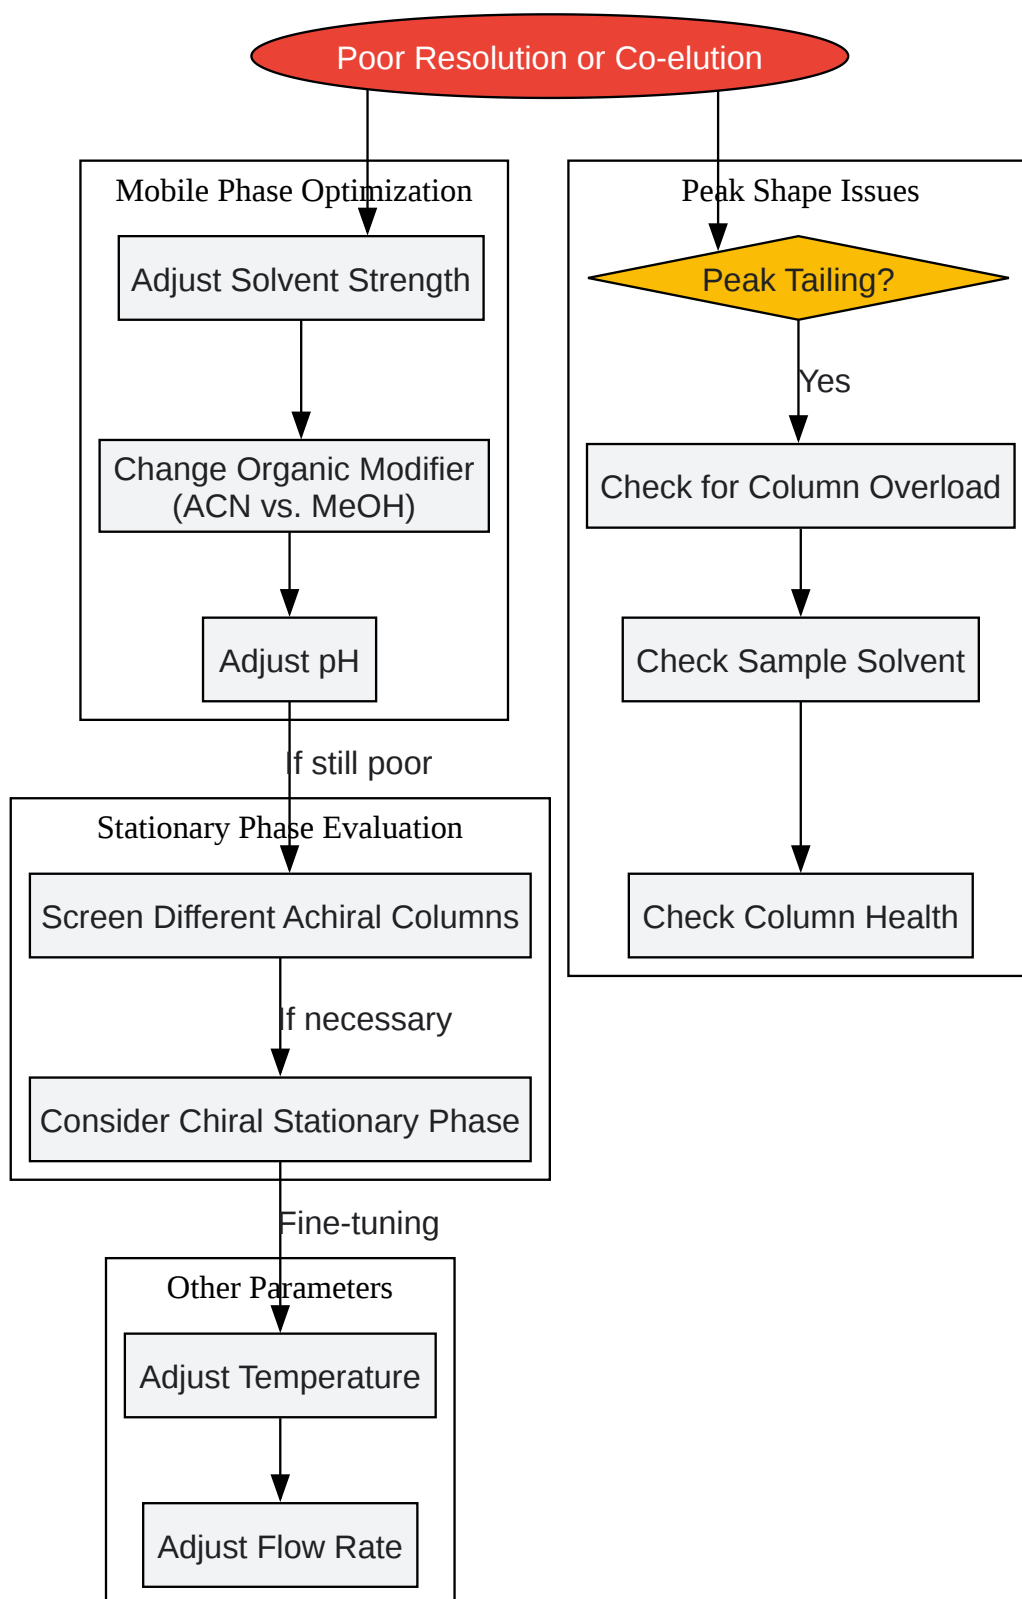 Poor Resolution or Co-elution
Mobile Phase Optimization
Adjust Solvent Strength
Change Organic Modifier
(ACN vs. MeOH)
Adjust pH
If still poor
Stationary Phase Evaluation
Screen Different Achiral Columns
If necessary
Consider Chiral Stationary Phase
Fine-tuning
Other Parameters
Adjust Temperature
Adjust Flow Rate
Peak Shape Issues
Peak Tailing?
Yes
Check for Column Overload
Check Sample Solvent
Check Column Health